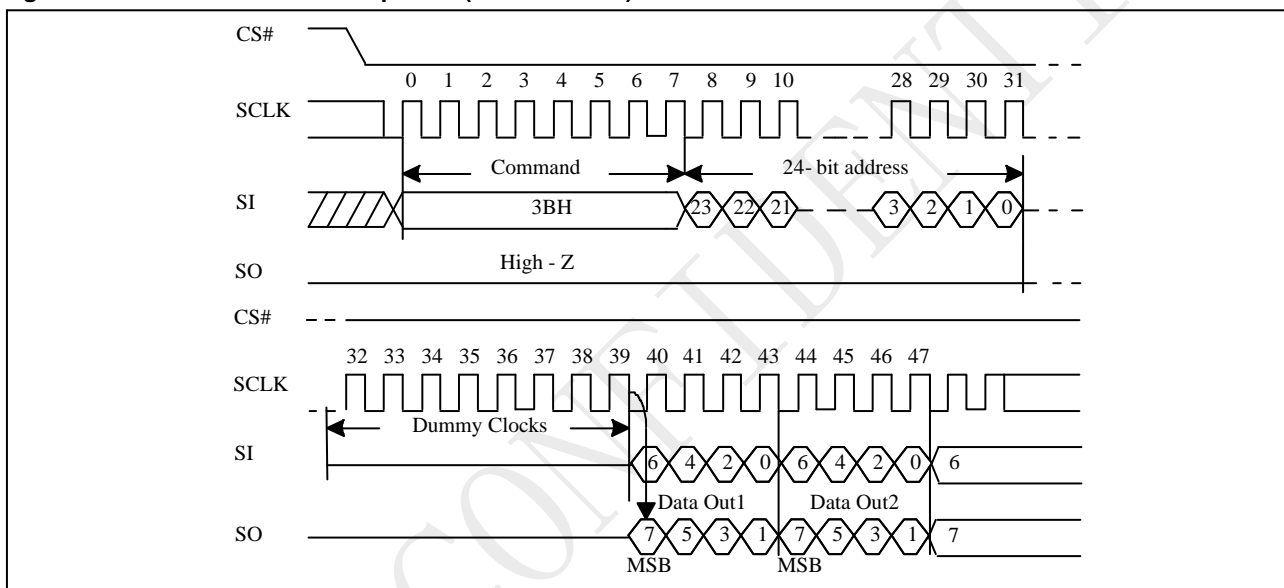 CS#
0 1 2 3 4 5 6 7 8 9 10 28 29 30 31
SCLK
Command 24- bit address
SI 3BH 23 22 21 3 2 1 0
High - Z
SO
CS#
32 33 34 35 36 37 38 39 40 41 42 43 44 45 46 47
SCLK
Dummy Clocks
SI 6 4 2 0 6 4 2 0 6
Data Out1 Data Out2
SO 7 5 3 1 7 5 3 1 7
MSB MSB